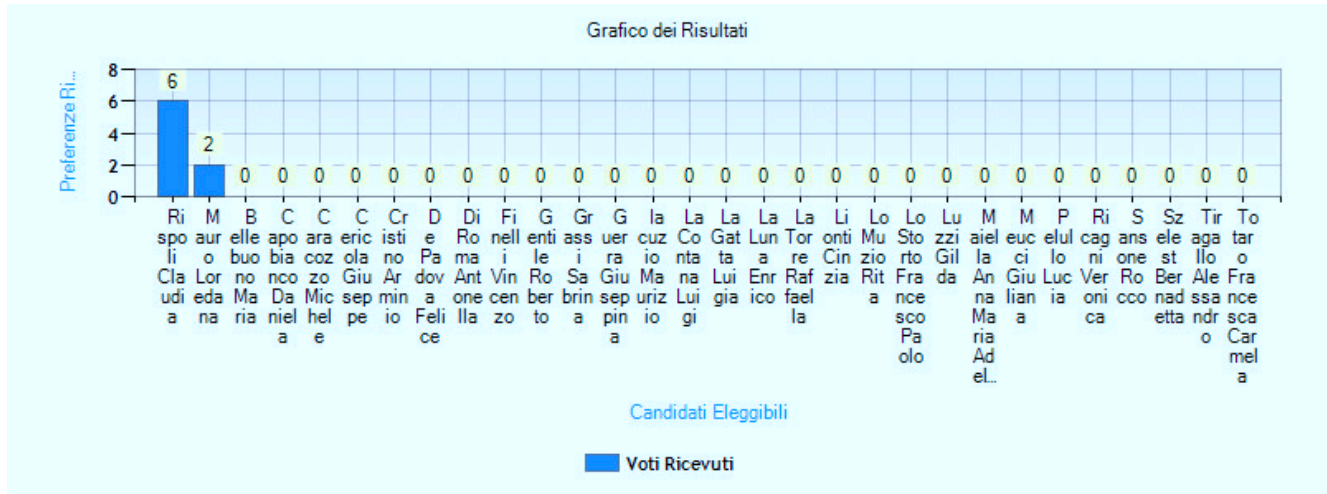 Grafico dei Risultati
Preferenze Ri...
8
6
4
2
0
6
2
0 0 0 0 0 0 0 0 0 0 0 0 0 0 0 0 0 0 0 0 0 0 0 0 0 0 0 0
Rispoli Claudia
Mauro Loredana
Bellebuono Maria
Capobianco Daniela
Caracozzo Michele
Cericola Giuseppe
Cristino Arminio
De Padova Felice
Di Roma Antonella
Finelli Vincenzo
Gentile Roberto
Grassi Sabrina
Guerra Giuseppina
Iacuzio Maurizio
La Contana Luigi
La Gatta Luigia
La Luna Enrico
La Torre Raffaella
Lionti Cinzia
Lo Muzio Rita
Lo Storto Francesco Paolo
Luzzi Gilda
Maiella Anna Maria Adel...
Meucci Giuliana
Pelullo Lucia
Ricagni Veronica
Sansone Rocco
Szelest Bernadetta
Tiragallo Alessandro
Totaro Francesca Carmela
Candidati Eleggibili
Voti Ricevuti